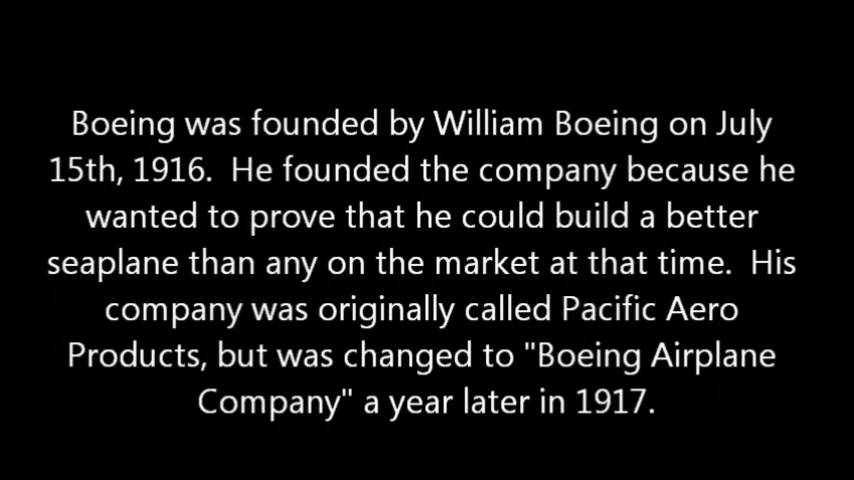 Boeing was founded by William Boeing on July
15th, 1916.  He founded the company because he
wanted to prove that he could build a better
seaplane than any on the market at that time.  His
company was originally called Pacific Aero
Products, but was changed to "Boeing Airplane
Company" a year later in 1917.